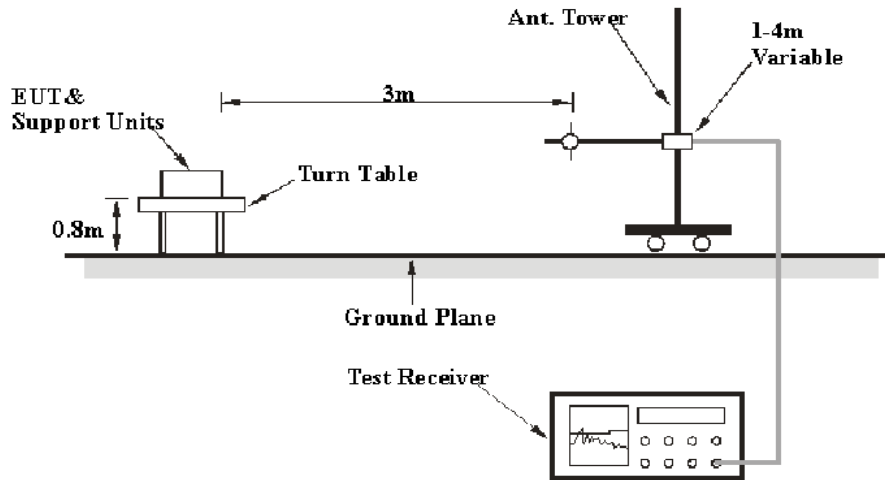 Ant. Tower
1-4m
Variable
EUT&
Support Units
3m
Turn Table
0.8m
Ground Plane
Test Receiver